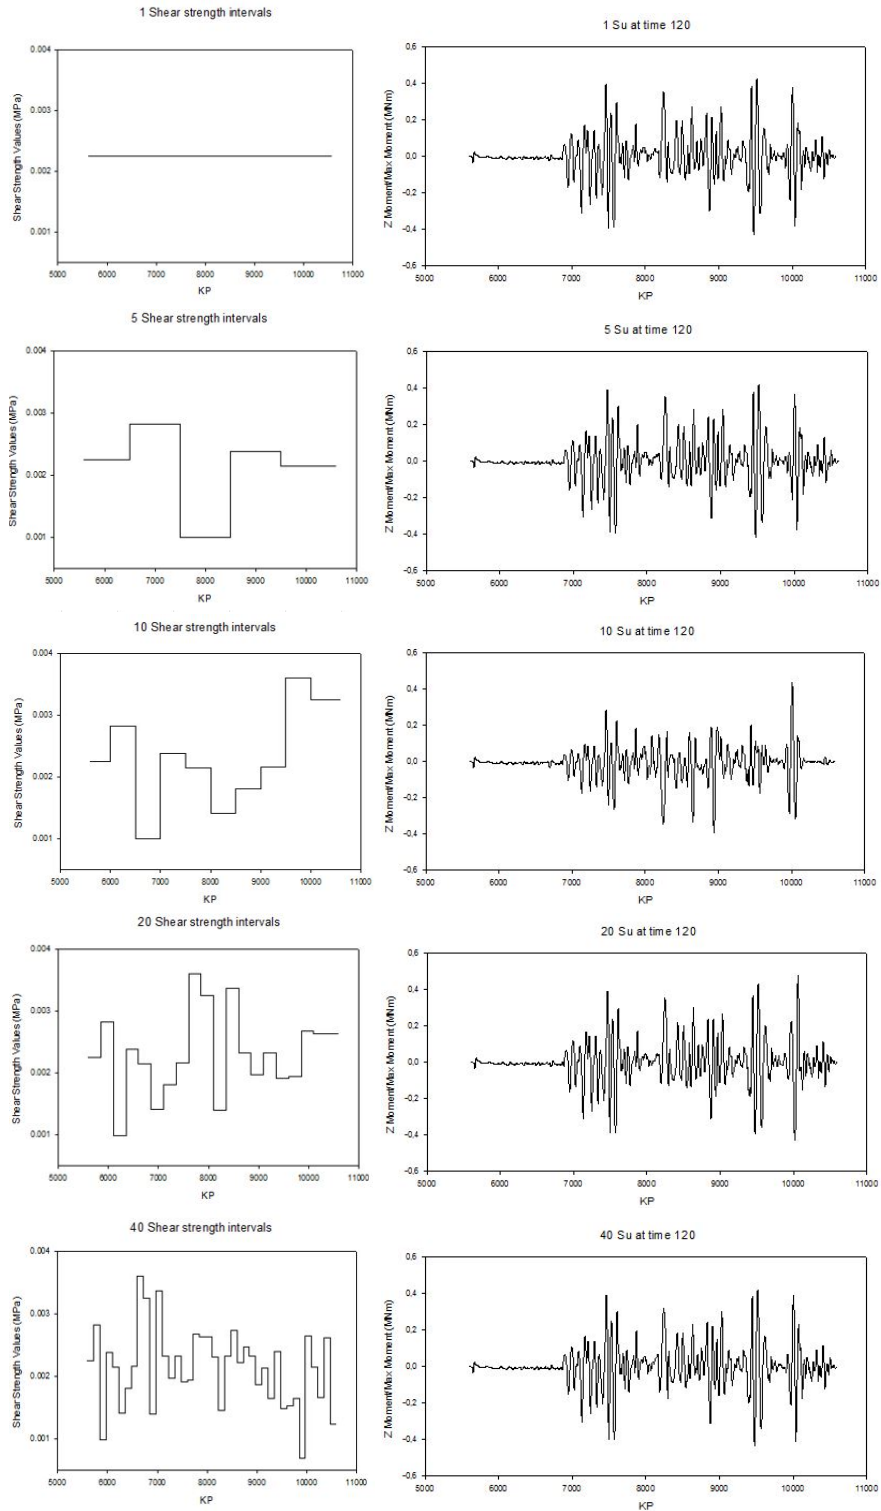 1 Shear strength intervals
0.004
0.003
0.002
0.001
Shear Strength Values (MPa)
5000 6000 7000 8000 9000 10000 11000
KP
1 Su at time 120
0,6
0,4
0,2
0,0
-0,2
-0,4
-0,6
Z Moment/Max Moment (MNm)
5000 6000 7000 8000 9000 10000 11000
KP
5 Shear strength intervals
0.004
0.003
0.002
0.001
Shear Strength Values (MPa)
5000 6000 7000 8000 9000 10000 11000
KP
5 Su at time 120
0,6
0,4
0,2
0,0
-0,2
-0,4
-0,6
Z Moment/Max Moment (MNm)
5000 6000 7000 8000 9000 10000 11000
KP
10 Shear strength intervals
0.004
0.003
0.002
0.001
Shear Strength Values (MPa)
5000 6000 7000 8000 9000 10000 11000
KP
10 Su at time 120
0,6
0,4
0,2
0,0
-0,2
-0,4
-0,6
Z Moment/Max Moment (MNm)
5000 6000 7000 8000 9000 10000 11000
KP
20 Shear strength intervals
0.004
0.003
0.002
0.001
Shear Strength Values (MPa)
5000 6000 7000 8000 9000 10000 11000
KP
20 Su at time 120
0,6
0,4
0,2
0,0
-0,2
-0,4
-0,6
Z Moment/Max Moment (MNm)
5000 6000 7000 8000 9000 10000 11000
KP
40 Shear strength intervals
0.004
0.003
0.002
0.001
Shear Strength Values (MPa)
5000 6000 7000 8000 9000 10000 11000
KP
40 Su at time 120
0,6
0,4
0,2
0,0
-0,2
-0,4
-0,6
Z Moment/Max Moment (MNm)
5000 6000 7000 8000 9000 10000 11000
KP